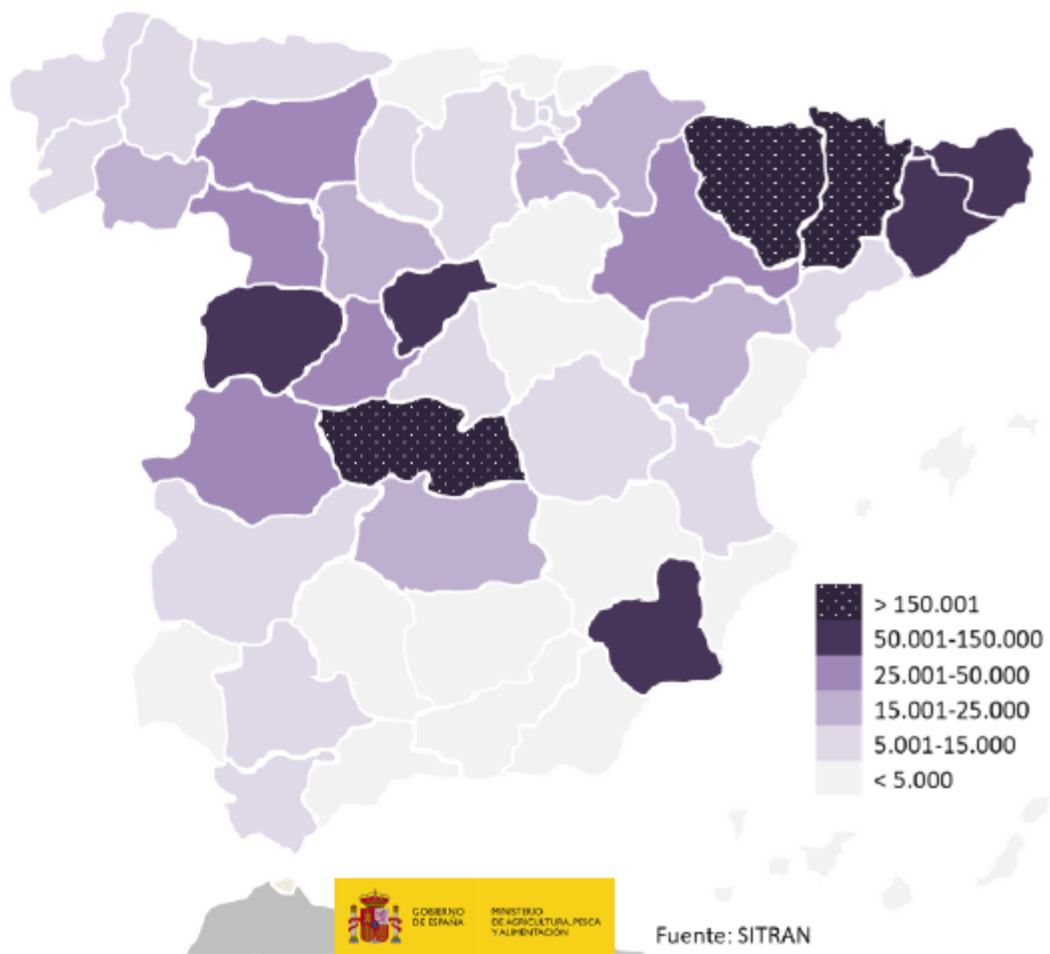 > 150.001
50.001-150.000
25.001-50.000
15.001-25.000
5.001-15.000
< 5.000
GOBIERNO
DE ESPAÑA
MINISTERIO
DE AGRICULTURA, PESCA
Y ALIMENTACIÓN
Fuente: SITRAN